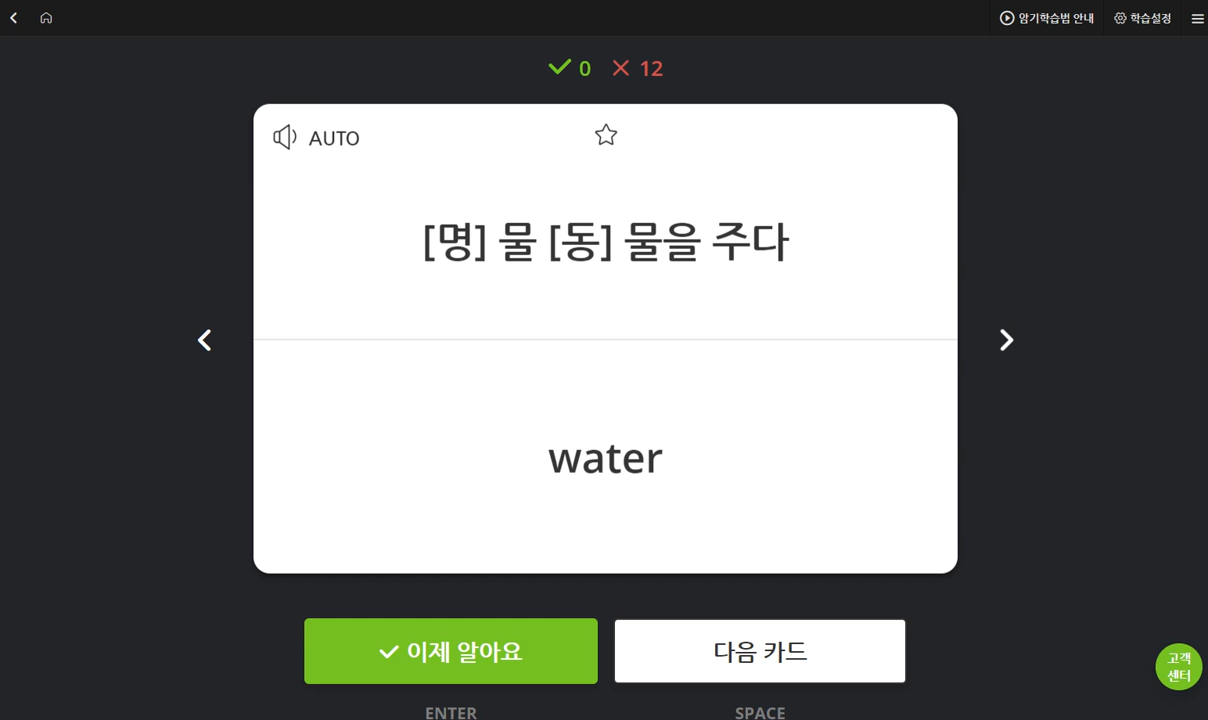 암기학습법 안내 학습설정
0 12
AUTO
[명] 물 [동] 물을 주다
water
이제 알아요 다음 카드
고객
센터
ENTER SPACE